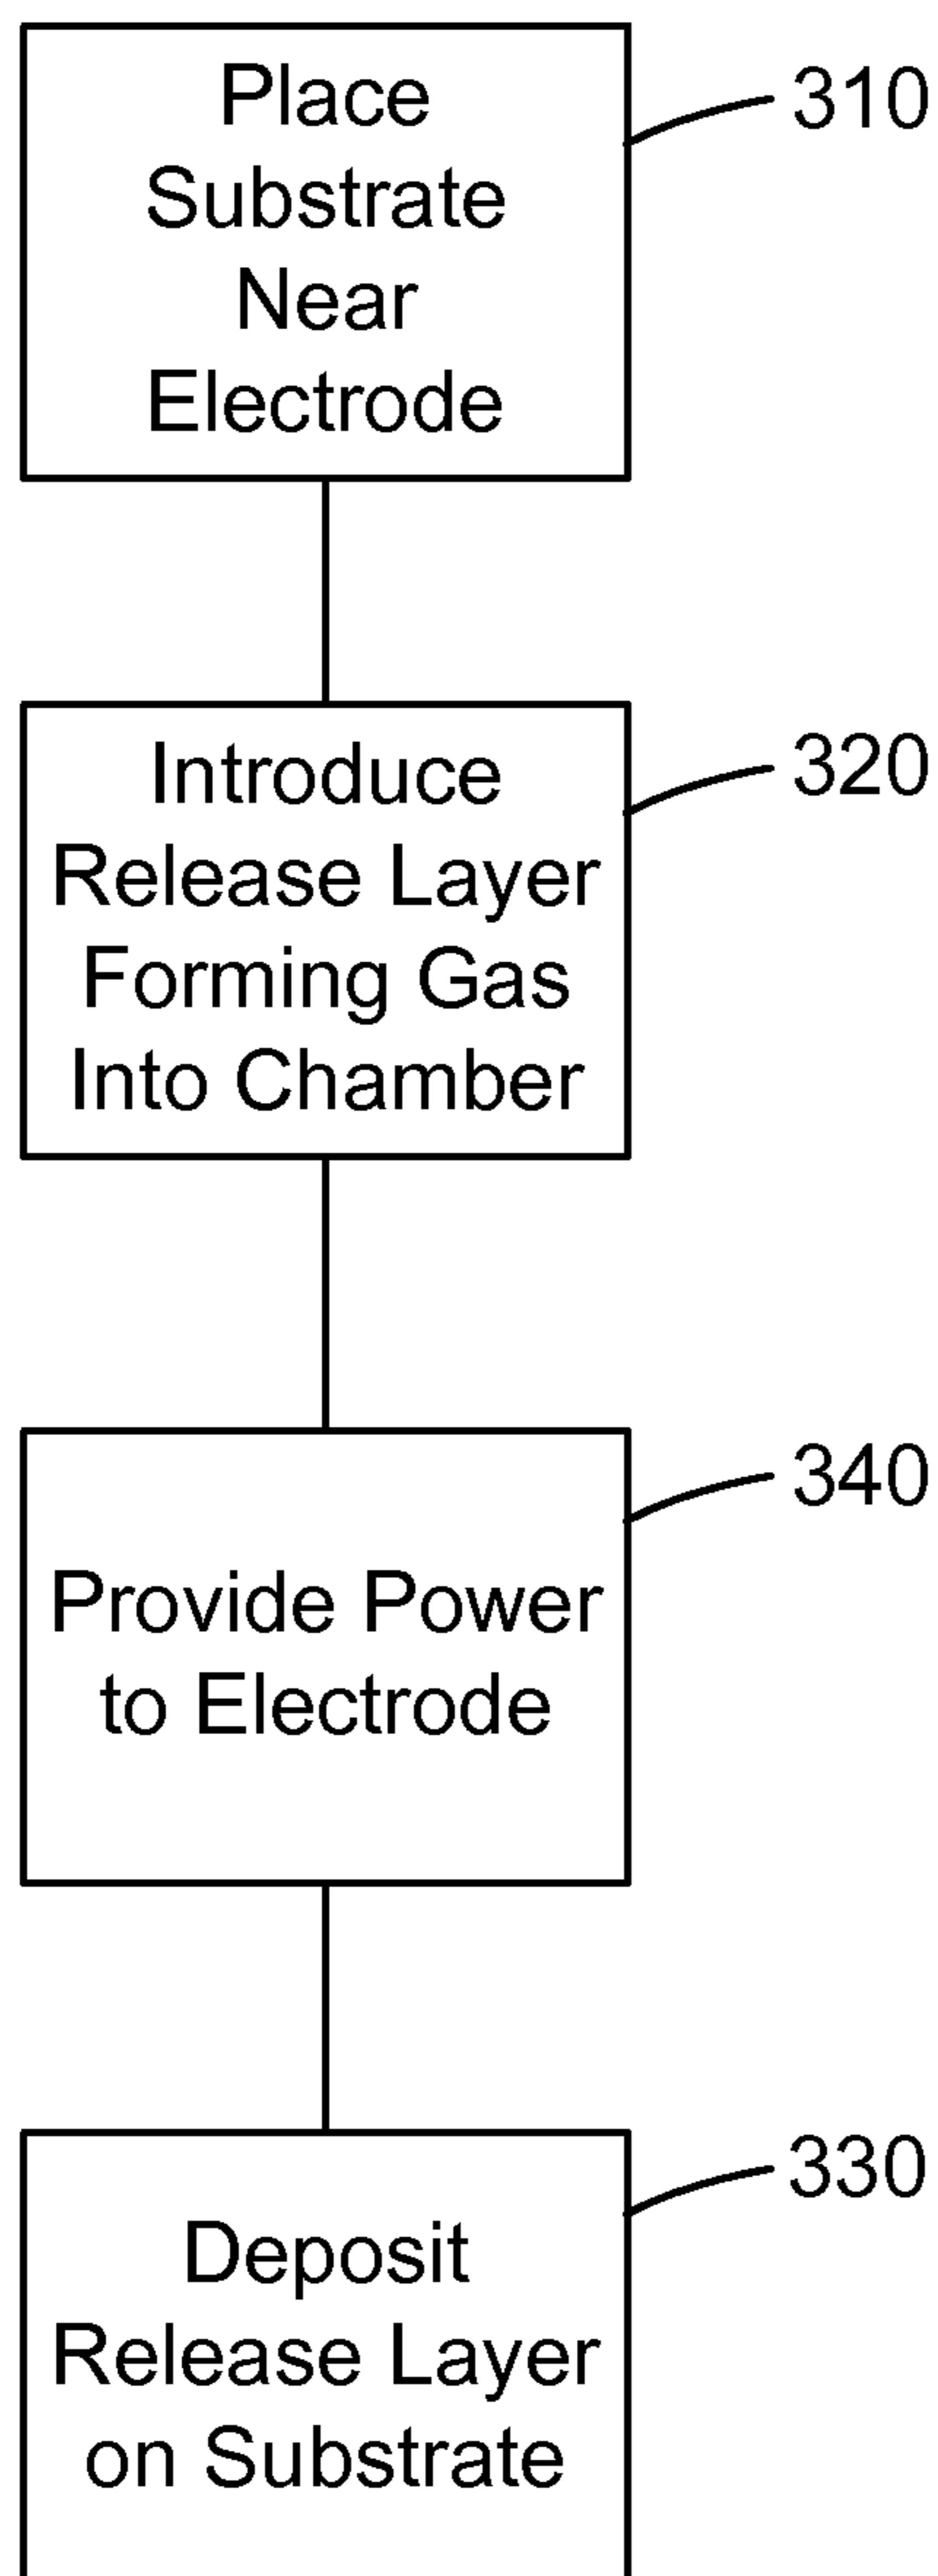 Place
Substrate
Near
Electrode
310
Introduce
Release Layer
Forming Gas
Into Chamber
320
Provide Power
to Electrode
340
Deposit
Release Layer
on Substrate
330